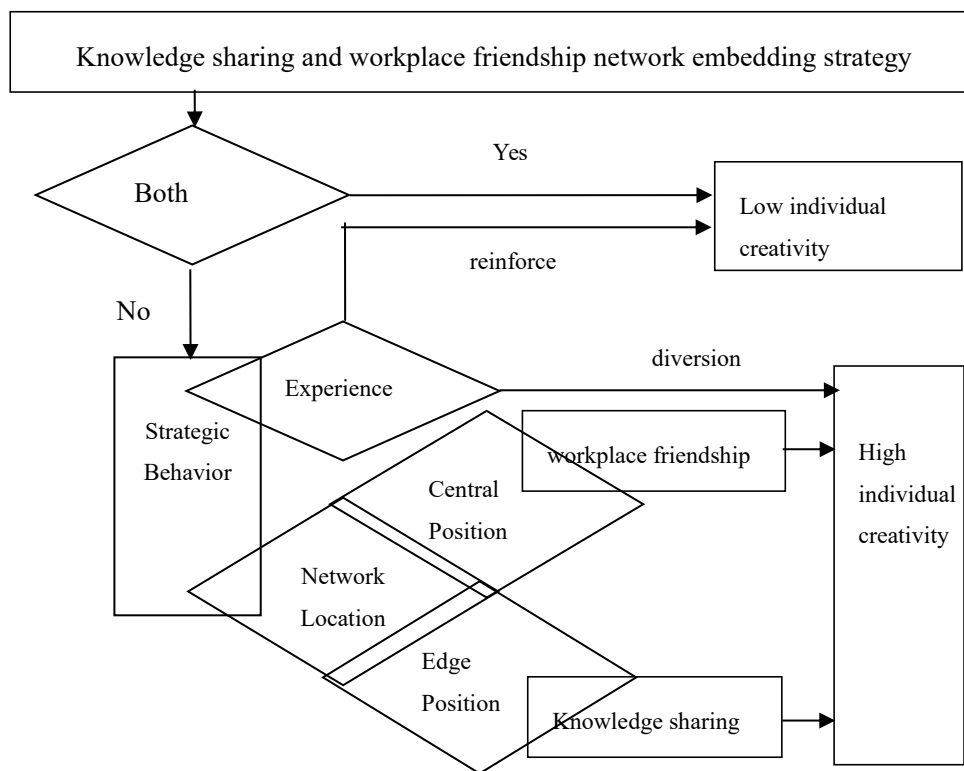 Knowledge sharing and workplace friendship network embedding strategy
Yes
Both
Low individual
creativity
reinforce
No
diversion
Experience
Strategic
Behavior
workplace friendship
High
individual
creativity
Central
Position
Network
Location
Edge
Position
Knowledge sharing